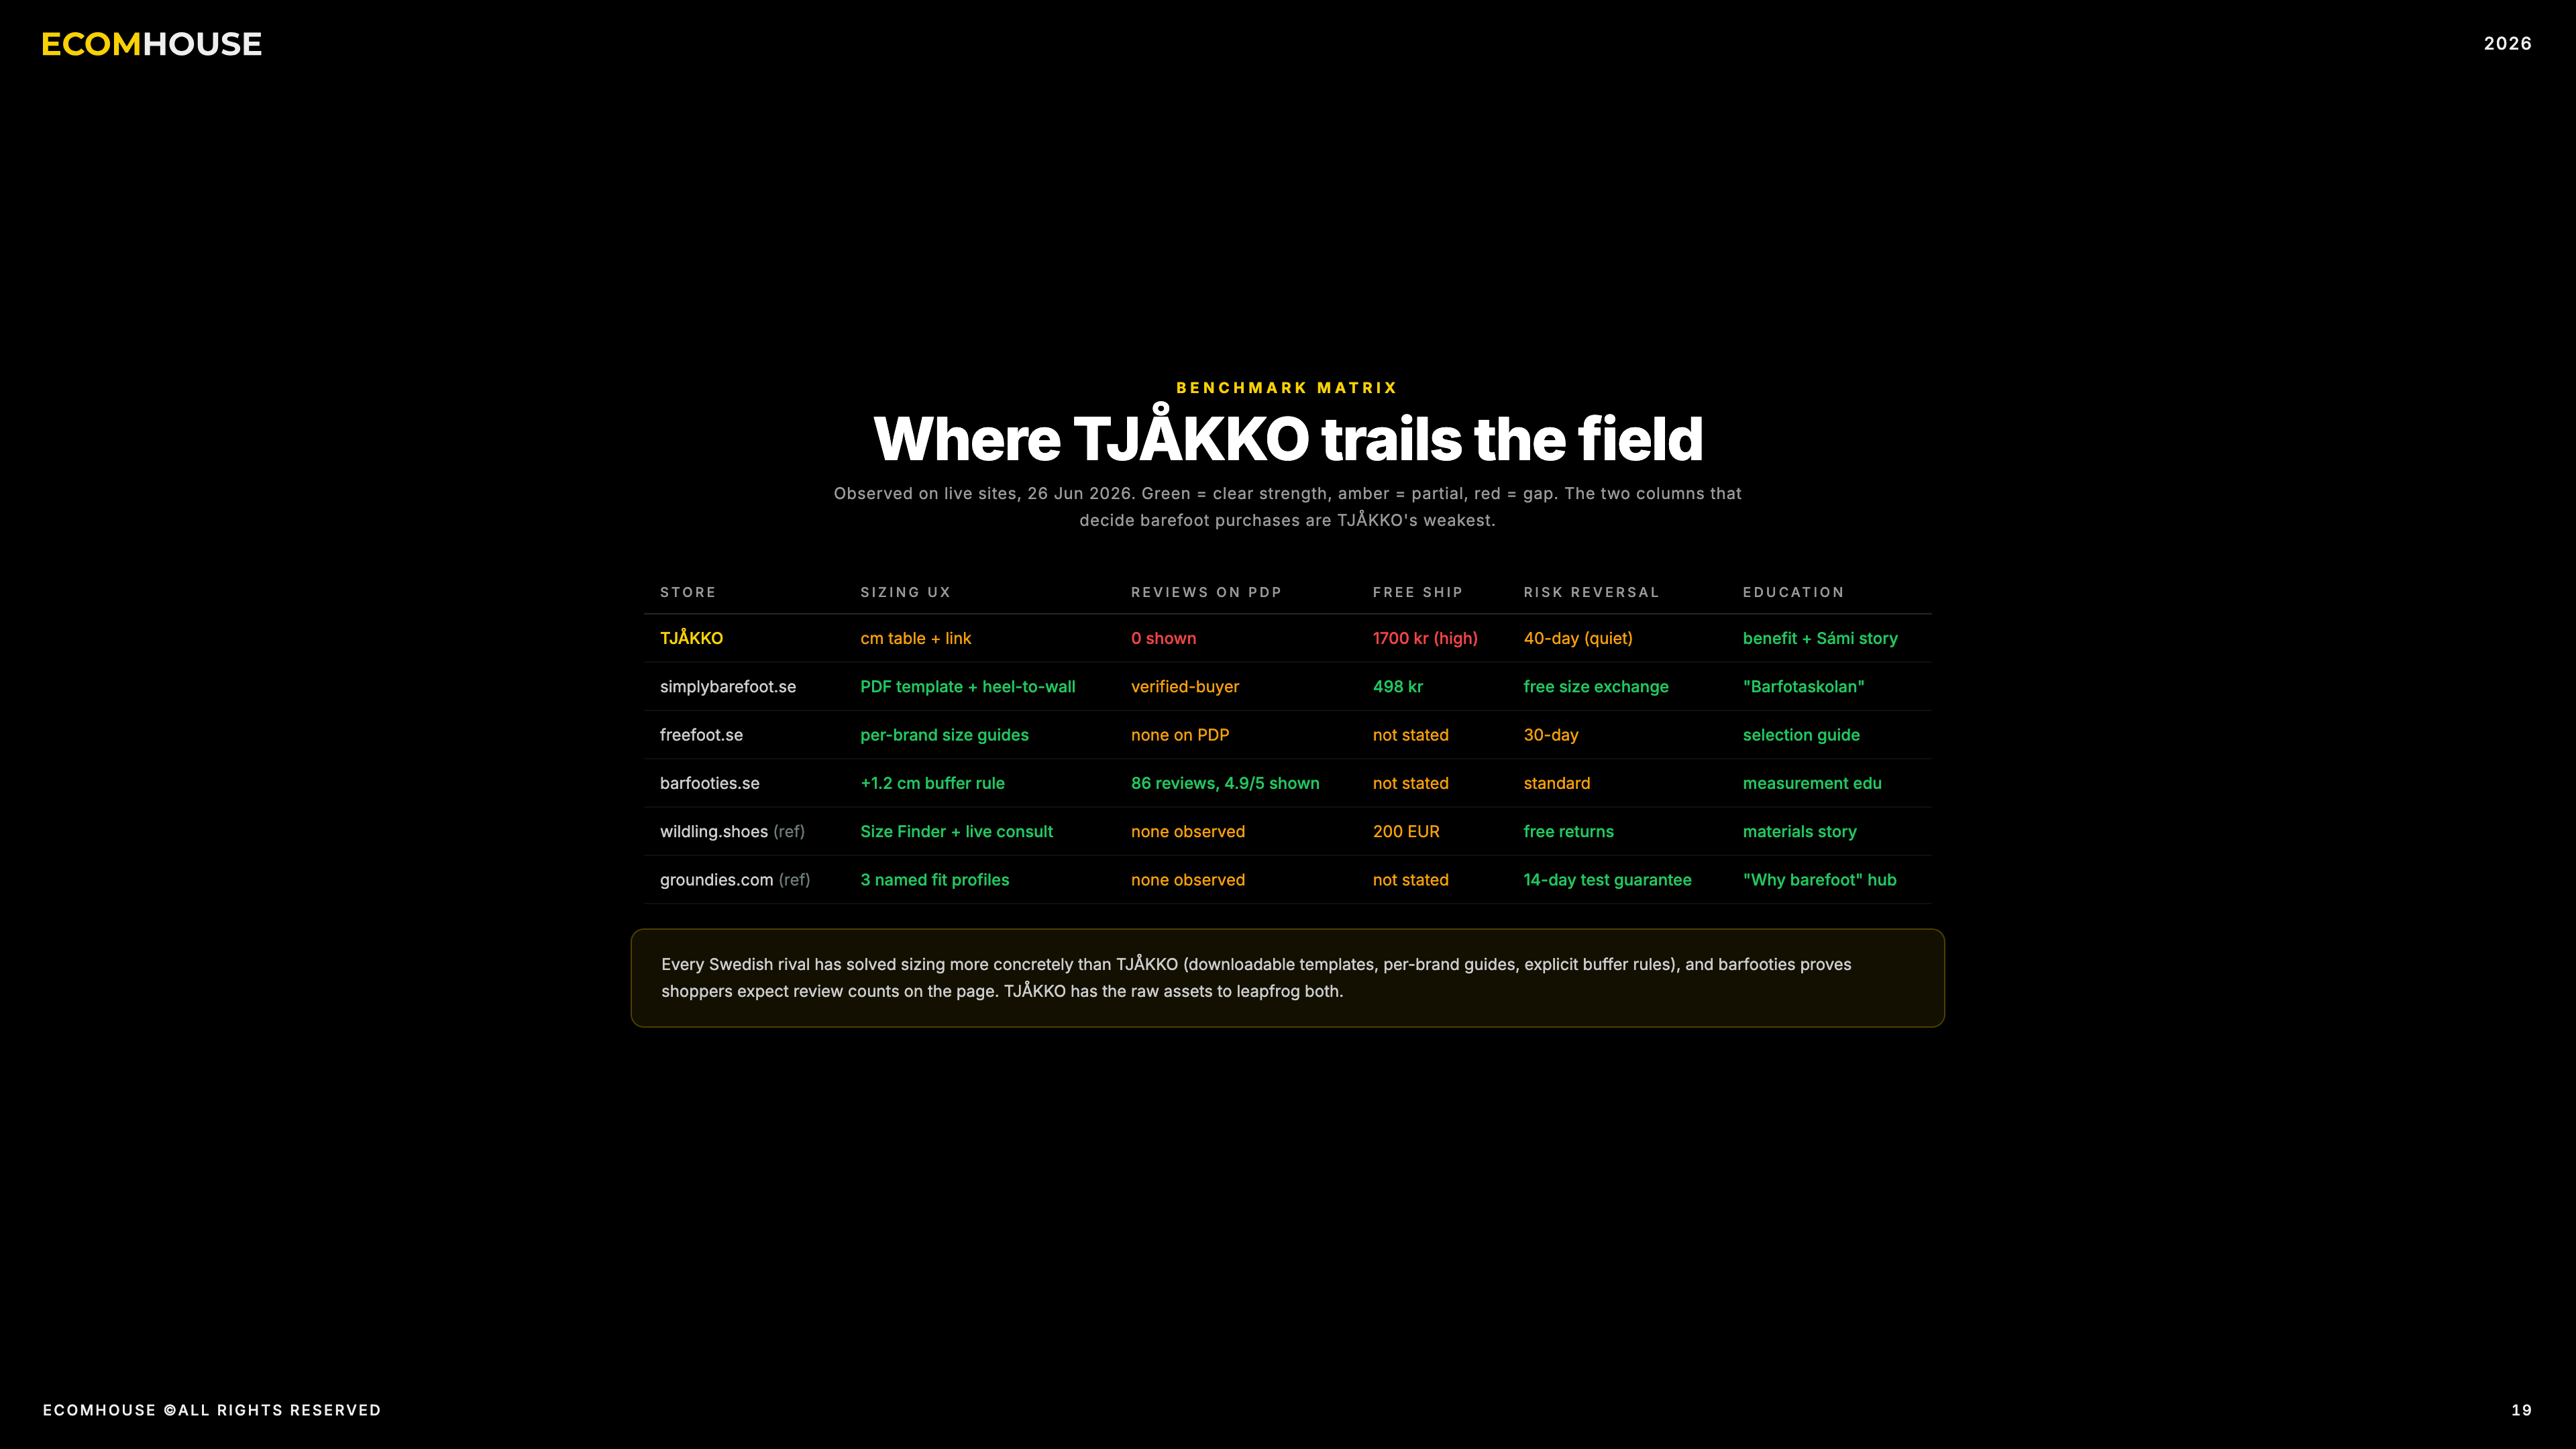 ECOMHOUSE
2026
BENCHMARK MATRIX
Where TJÅKKO trails the field
Observed on live sites, 26 Jun 2026. Green = clear strength, amber = partial, red = gap. The two columns that
decide barefoot purchases are TJÅKKO's weakest.
STORE SIZING UX REVIEWS ON PDP FREE SHIP RISK REVERSAL EDUCATION
TJÅKKO cm table + link 0 shown 1700 kr (high) 40-day (quiet) benefit + Sámi story
simplybarefoot.se PDF template + heel-to-wall verified-buyer 498 kr free size exchange "Barfotaskolan"
freefoot.se per-brand size guides none on PDP not stated 30-day selection guide
barfooties.se +1.2 cm buffer rule 86 reviews, 4.9/5 shown not stated standard measurement edu
wildling.shoes (ref) Size Finder + live consult none observed 200 EUR free returns materials story
groundies.com (ref) 3 named fit profiles none observed not stated 14-day test guarantee "Why barefoot" hub
Every Swedish rival has solved sizing more concretely than TJÅKKO (downloadable templates, per-brand guides, explicit buffer rules), and barfooties proves
shoppers expect review counts on the page. TJÅKKO has the raw assets to leapfrog both.
ECOMHOUSE ©ALL RIGHTS RESERVED
19